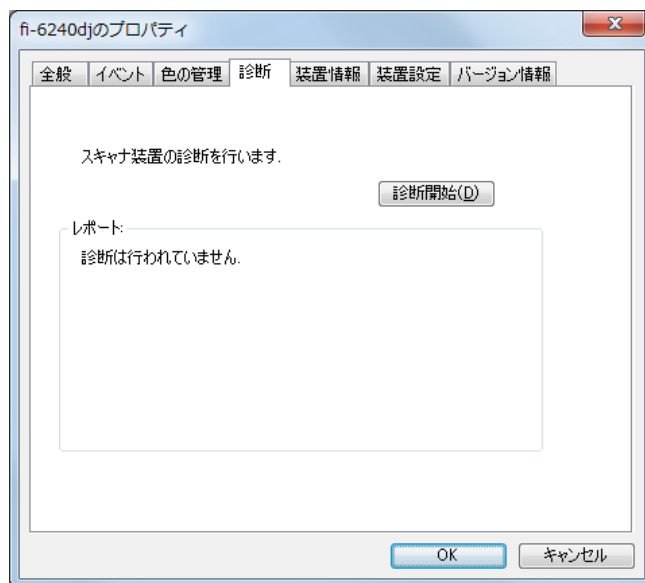 fi-6240djのプロパティ
全般 イベント 色の管理 診断 装置情報 装置設定 バージョン情報
スキャナ装置の診断を行います.
診断開始(D)
レポート:
診断は行われていません.
OK キャンセル